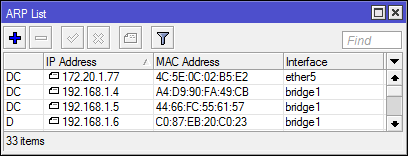 ARP List
Find
IP Address MAC Address Interface
DC 172.20.1.77 4C:5E:0C:02:B5:E2 ether5
DC 192.168.1.4 A4:D9:90:FA:49:CB bridge1
DC 192.168.1.5 44:66:FC:55:61:57 bridge1
D 192.168.1.6 C0:87:EB:20:C0:23 bridge1
33 items